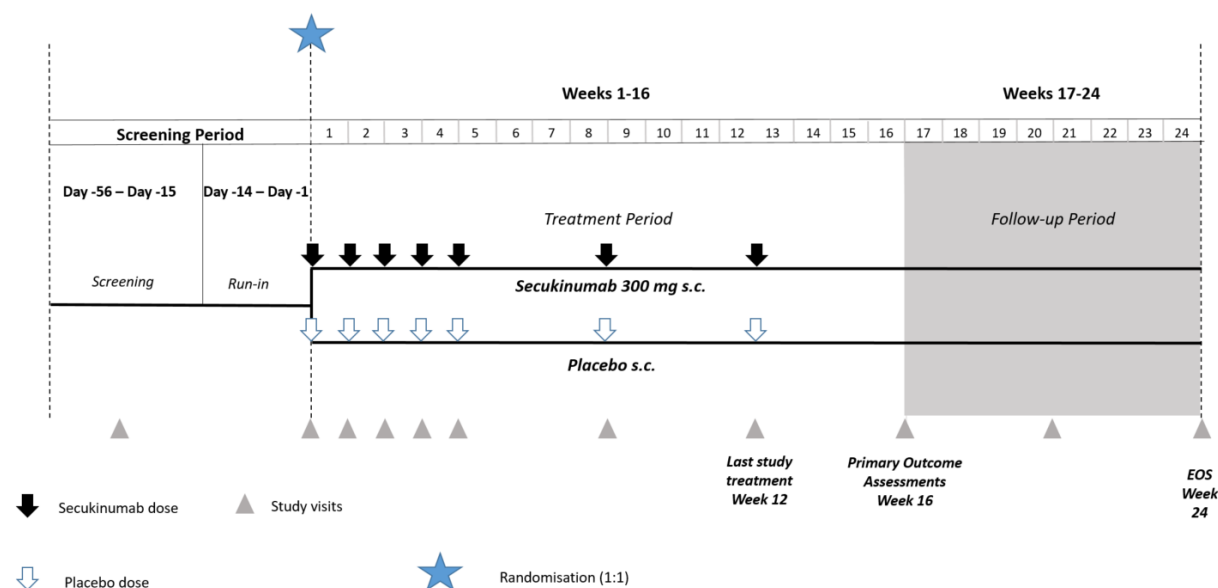 Weeks 1-16
Weeks 17-24
Screening Period
1 2 3 4 5 6 7 8 9 10 11 12 13 14 15 16 17 18 19 20 21 22 23 24
Day -56 – Day -15
Day -14 – Day -1
Treatment Period
Follow-up Period
Screening
Run-in
Secukinumab 300 mg s.c.
Placebo s.c.
Last study
treatment
Week 12
Primary Outcome
Assessments
Week 16
EOS
Week
24
Secukinumab dose
Study visits
Placebo dose
Randomisation (1:1)